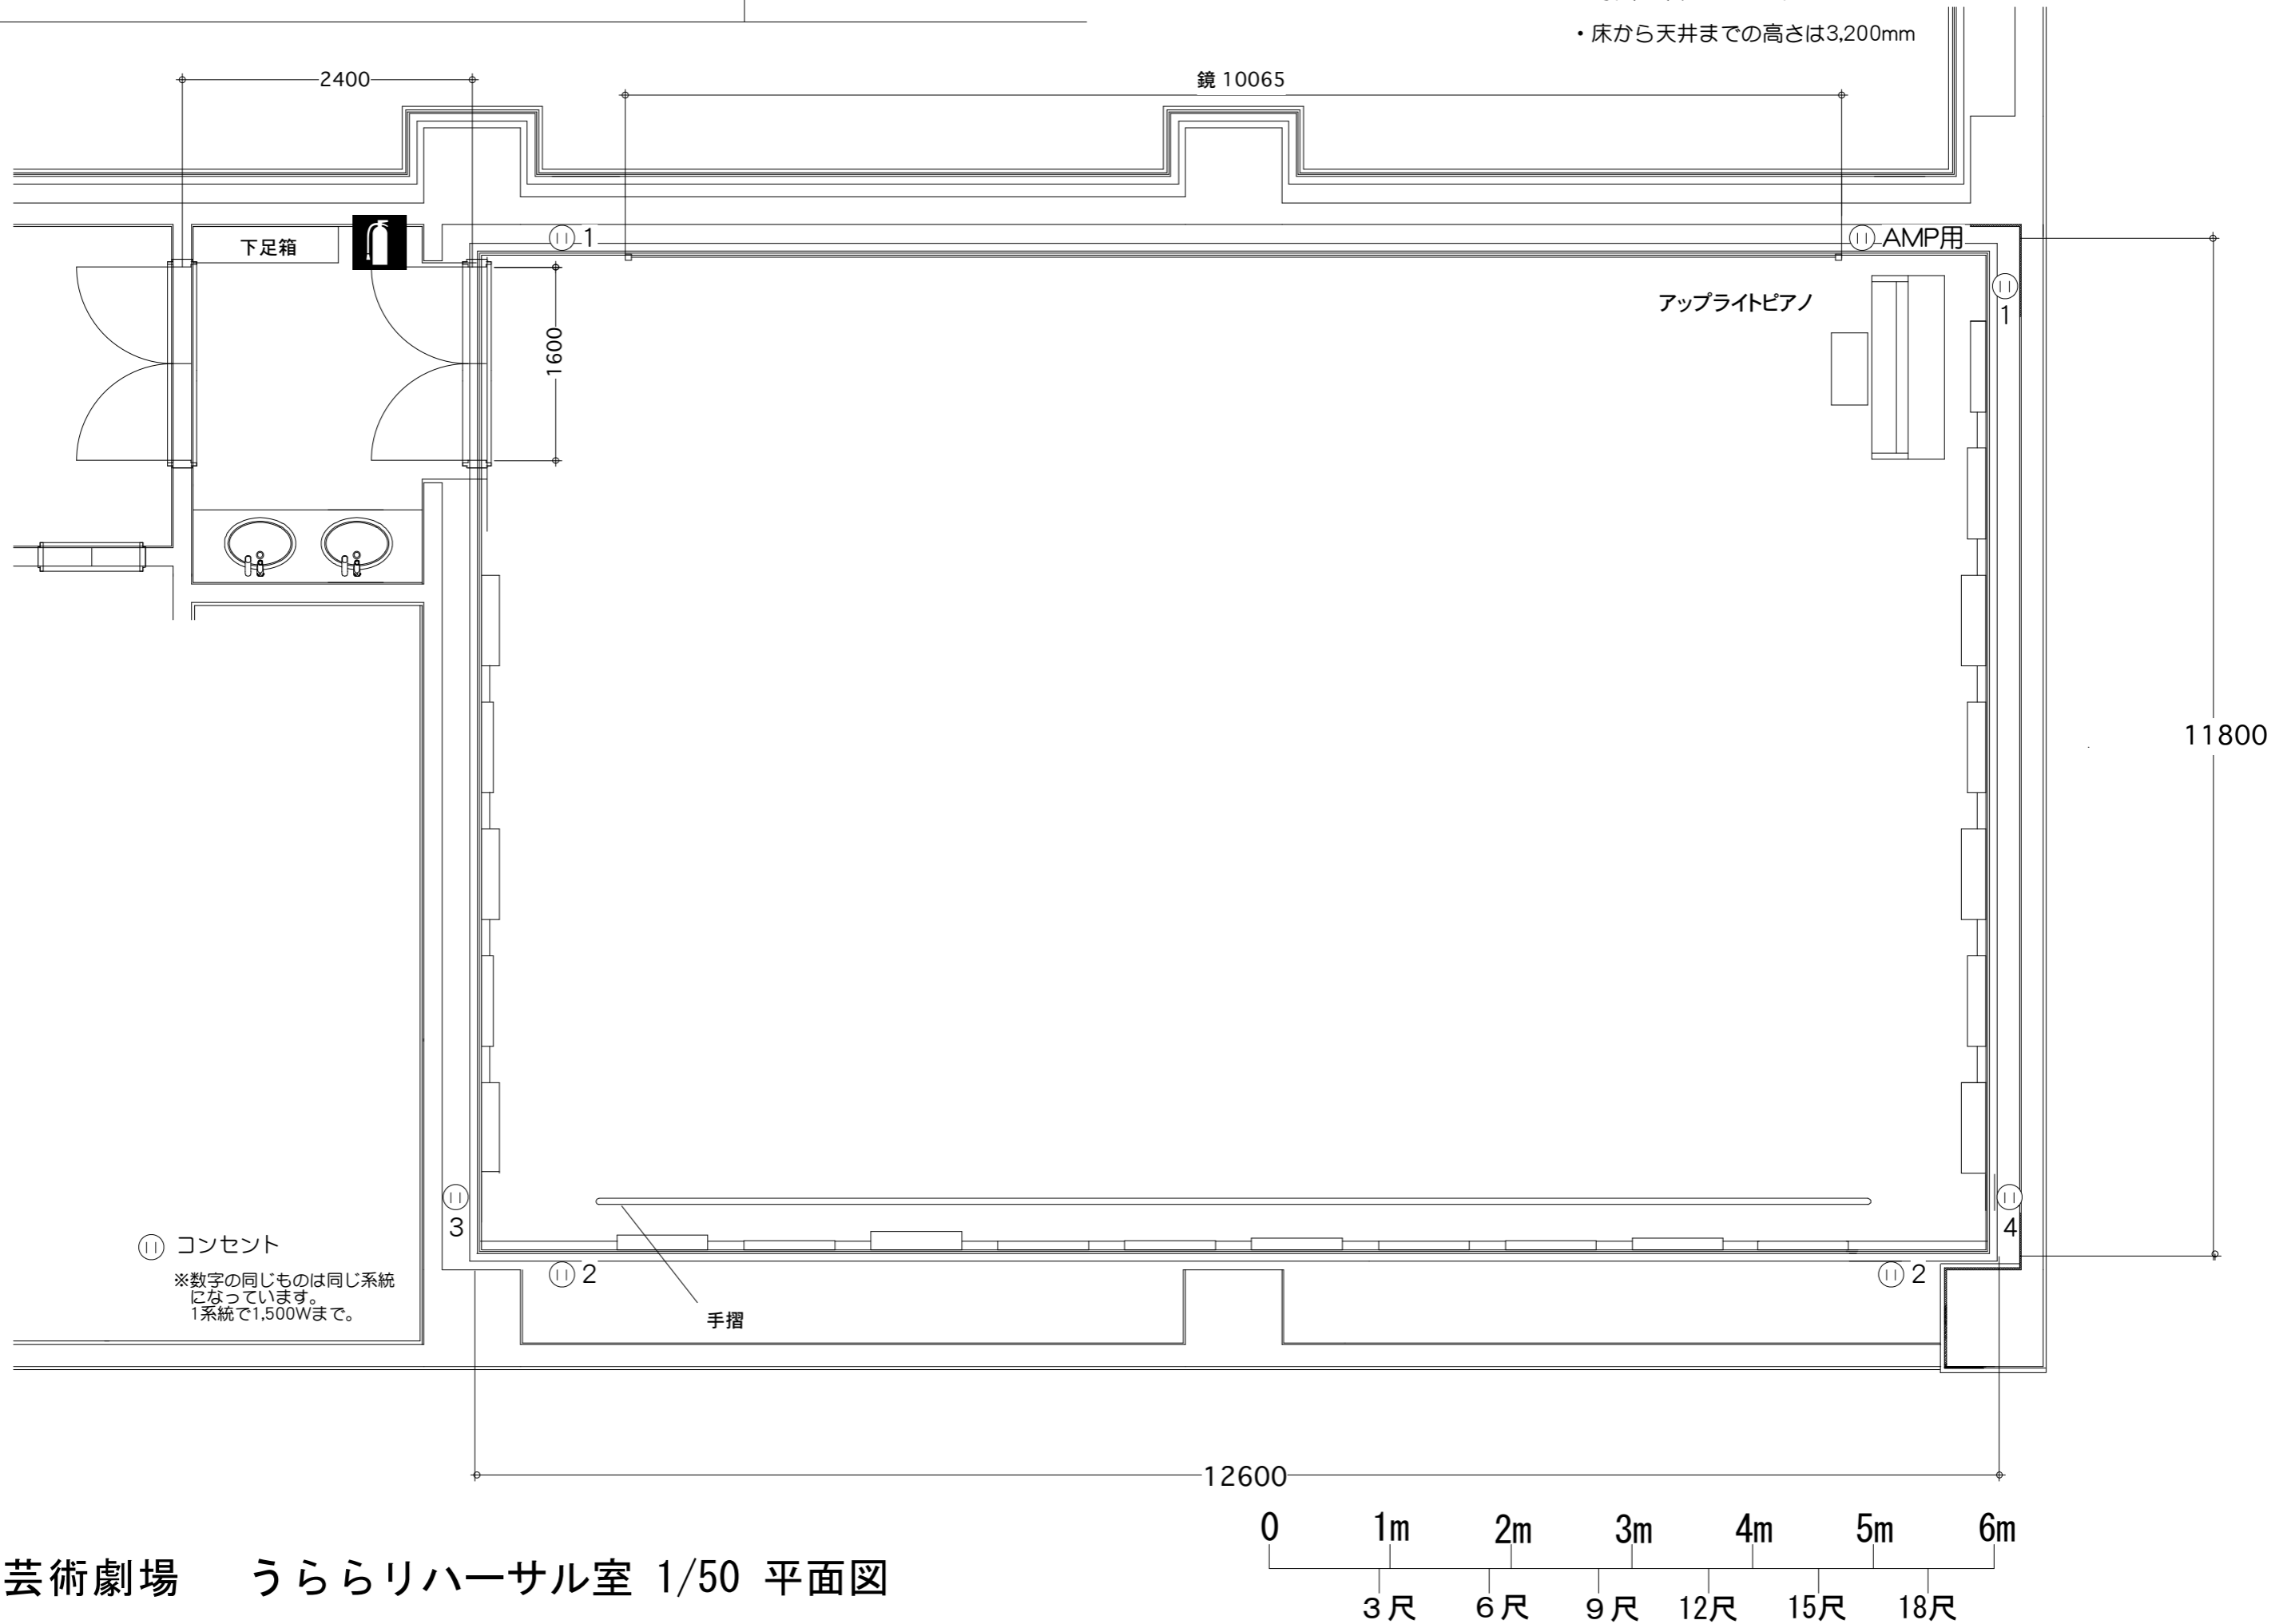 ・床から天井までの高さは3,200mm
2400
鏡 10065
下足箱
1
AMP用
アップライトピアノ
1
1600
11800
3
4
コンセント
※数字の同じものは同じ系統
になっています。
1系統で1,500Wまで。
2
2
手摺
12600
0 1m 2m 3m 4m 5m 6m
芸術劇場 うららリハーサル室 1/50 平面図
3尺 6尺 9尺 12尺 15尺 18尺